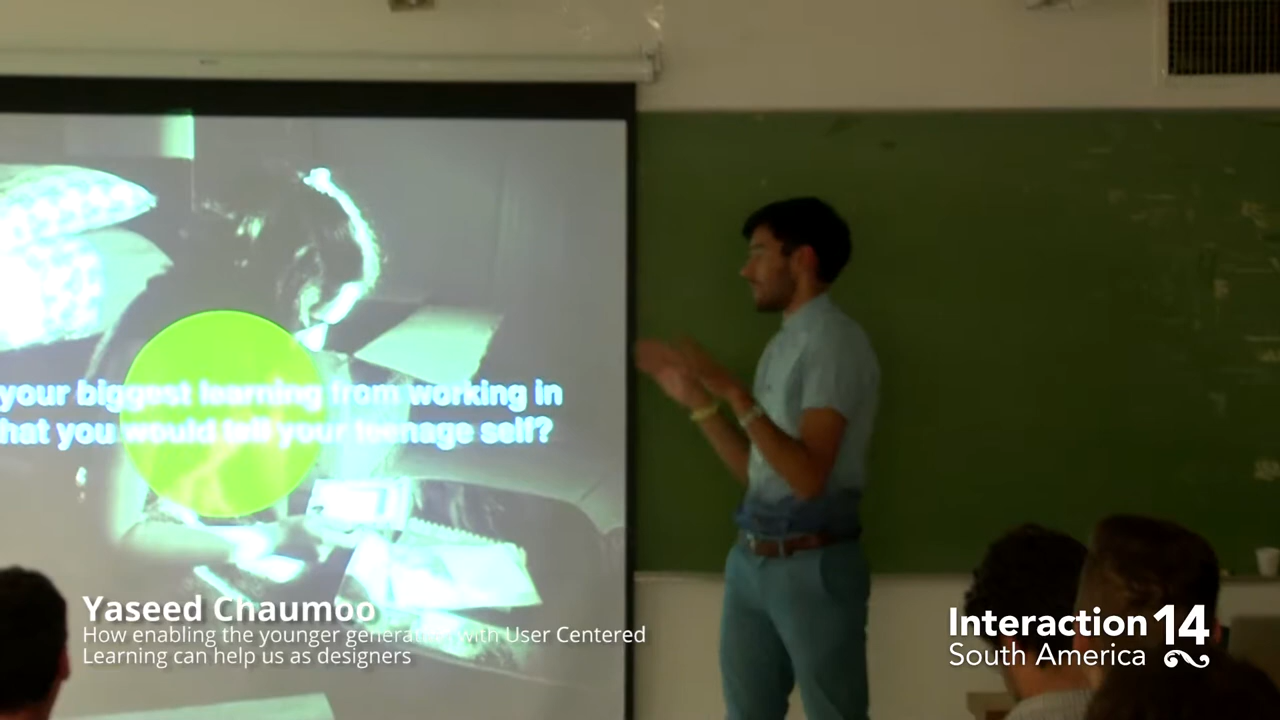 your biggest learning from working in
hat you would tell your teenage self?
Yaseed Chaumoo
How enabling the younger generation with User Centered
Learning can help us as designers
Interaction 14
South America